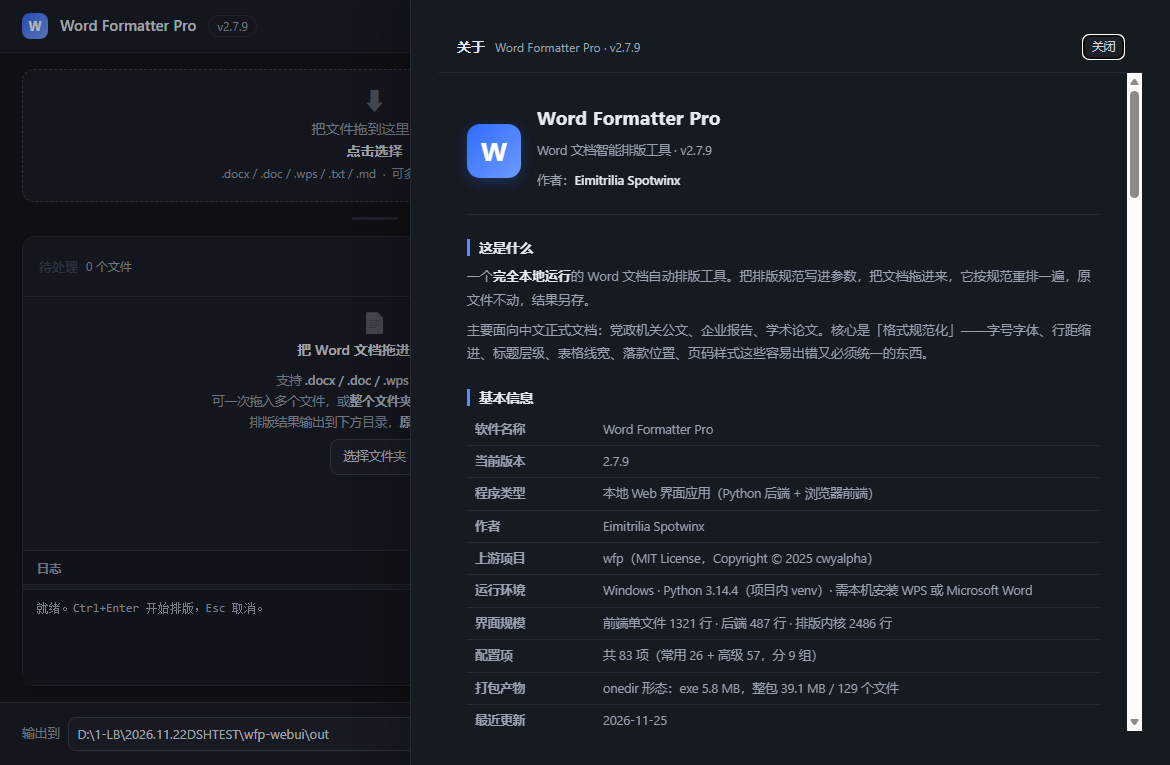 W Word Formatter Pro v2.7.9
把文件拖到这里
点击选择
.docx / .doc / .wps / .txt / .md · 可多
待处理 0 个文件
把 Word 文档拖进
支持 .docx / .doc / .wps
可一次拖入多个文件，或整个文件夹
排版结果输出到下方目录，原
选择文件夹
日志
就绪。Ctrl+Enter 开始排版，Esc 取消。
输出到 D:\1-LB\2026.11.22DSHTEST\wfp-webui\out
关于 Word Formatter Pro · v2.7.9 关闭
W
Word Formatter Pro
Word 文档智能排版工具 · v2.7.9
作者：Eimitrilia Spotwinx
这是什么
一个完全本地运行的 Word 文档自动排版工具。把排版规范写进参数，把文档拖进来，它按规范重排一遍，原
文件不动，结果另存。
主要面向中文正式文档：党政机关公文、企业报告、学术论文。核心是「格式规范化」——字号字体、行距缩
进、标题层级、表格线宽、落款位置、页码样式这些容易出错又必须统一的东西。
基本信息
软件名称 Word Formatter Pro
当前版本 2.7.9
程序类型 本地 Web 界面应用（Python 后端 + 浏览器前端）
作者 Eimitrilia Spotwinx
上游项目 wfp（MIT License，Copyright © 2025 cwyalpha）
运行环境 Windows · Python 3.14.4（项目内 venv）· 需本机安装 WPS 或 Microsoft Word
界面规模 前端单文件 1321 行 · 后端 487 行 · 排版内核 2486 行
配置项 共 83 项（常用 26 + 高级 57，分 9 组）
打包产物 onedir 形态：exe 5.8 MB，整包 39.1 MB / 129 个文件
最近更新 2026-11-25